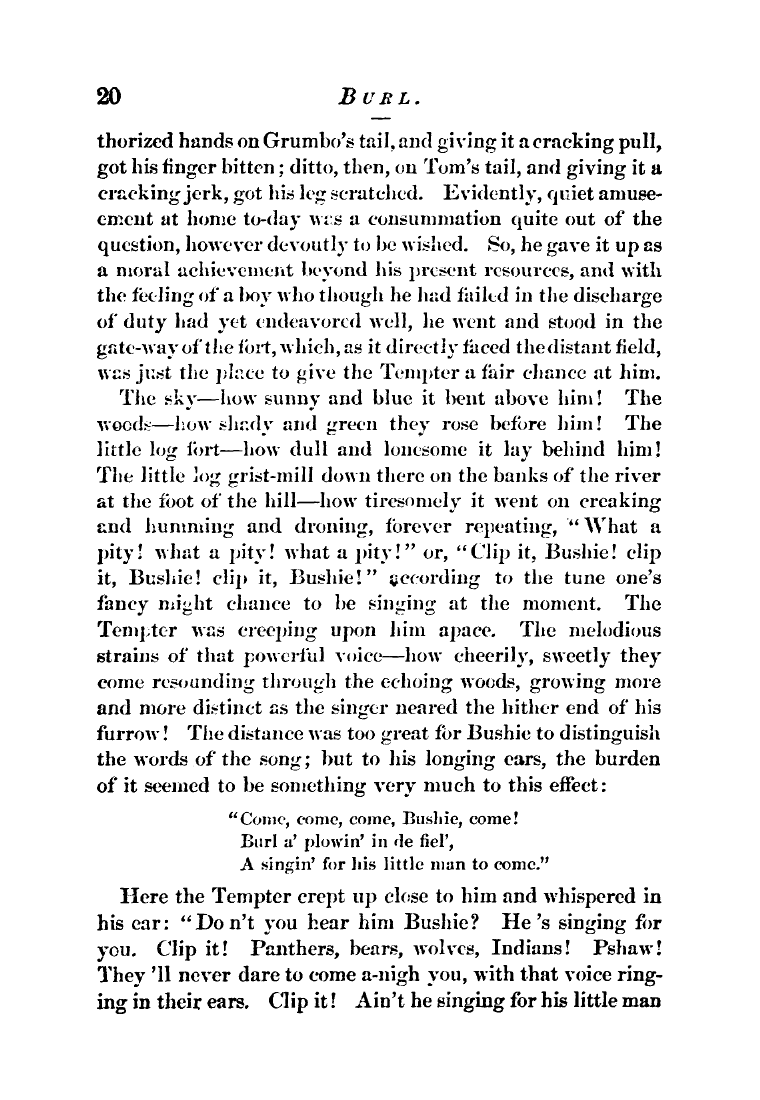 20 BURL.
thorized hands on Grumbo's tail, and giving it a cracking pull,
got his finger bitten; ditto, then, on Tom's tail, and giving it a
cracking jerk, got his leg scratched. Evidently, quiet amuse-
ement at home to-day was a consummation quite out of the
question, however devoutly to be wished. So, he gave it up as
a moral achievement beyond his present resources, and with
the feeling of a boy who though he had failed in the discharge
of duty had yet endeavored well, he went and stood in the
gate-way of the fort, which, as it directly faced the distant field,
was just the place to give the Tempter a fair chance at him.
The sky—how sunny and blue it bent above him! The
woods—how shady and green they rose before him! The
little log fort—how dull and lonesome it lay behind him!
The little log grist-mill down there on the banks of the river
at the foot of the hill—how tiresomely it went on creaking
and humming and droning, forever repeating, "What a
pity! what a pity! what a pity!" or, "Clip it, Bushie! clip
it, Bushie! clip it, Bushie!" according to the tune one's
fancy might chance to be singing at the moment. The
Tempter was creeping upon him apace. The melodious
strains of that powerful voice—how cheerily, sweetly they
come resounding through the echoing woods, growing more
and more distinct as the singer neared the hither end of his
furrow! The distance was too great for Bushie to distinguish
the words of the song; but to his longing ears, the burden
of it seemed to be something very much to this effect:
"Come, come, come, Bushie, come!
Burl a' plowin' in de fiel',
A singin' for his little man to come."
Here the Tempter crept up close to him and whispered in
his ear: "Do n't you hear him Bushie? He 's singing for
you. Clip it! Panthers, bears, wolves, Indians! Pshaw!
They 'll never dare to come a-nigh you, with that voice ring-
ing in their ears. Clip it! Ain't he singing for his little man